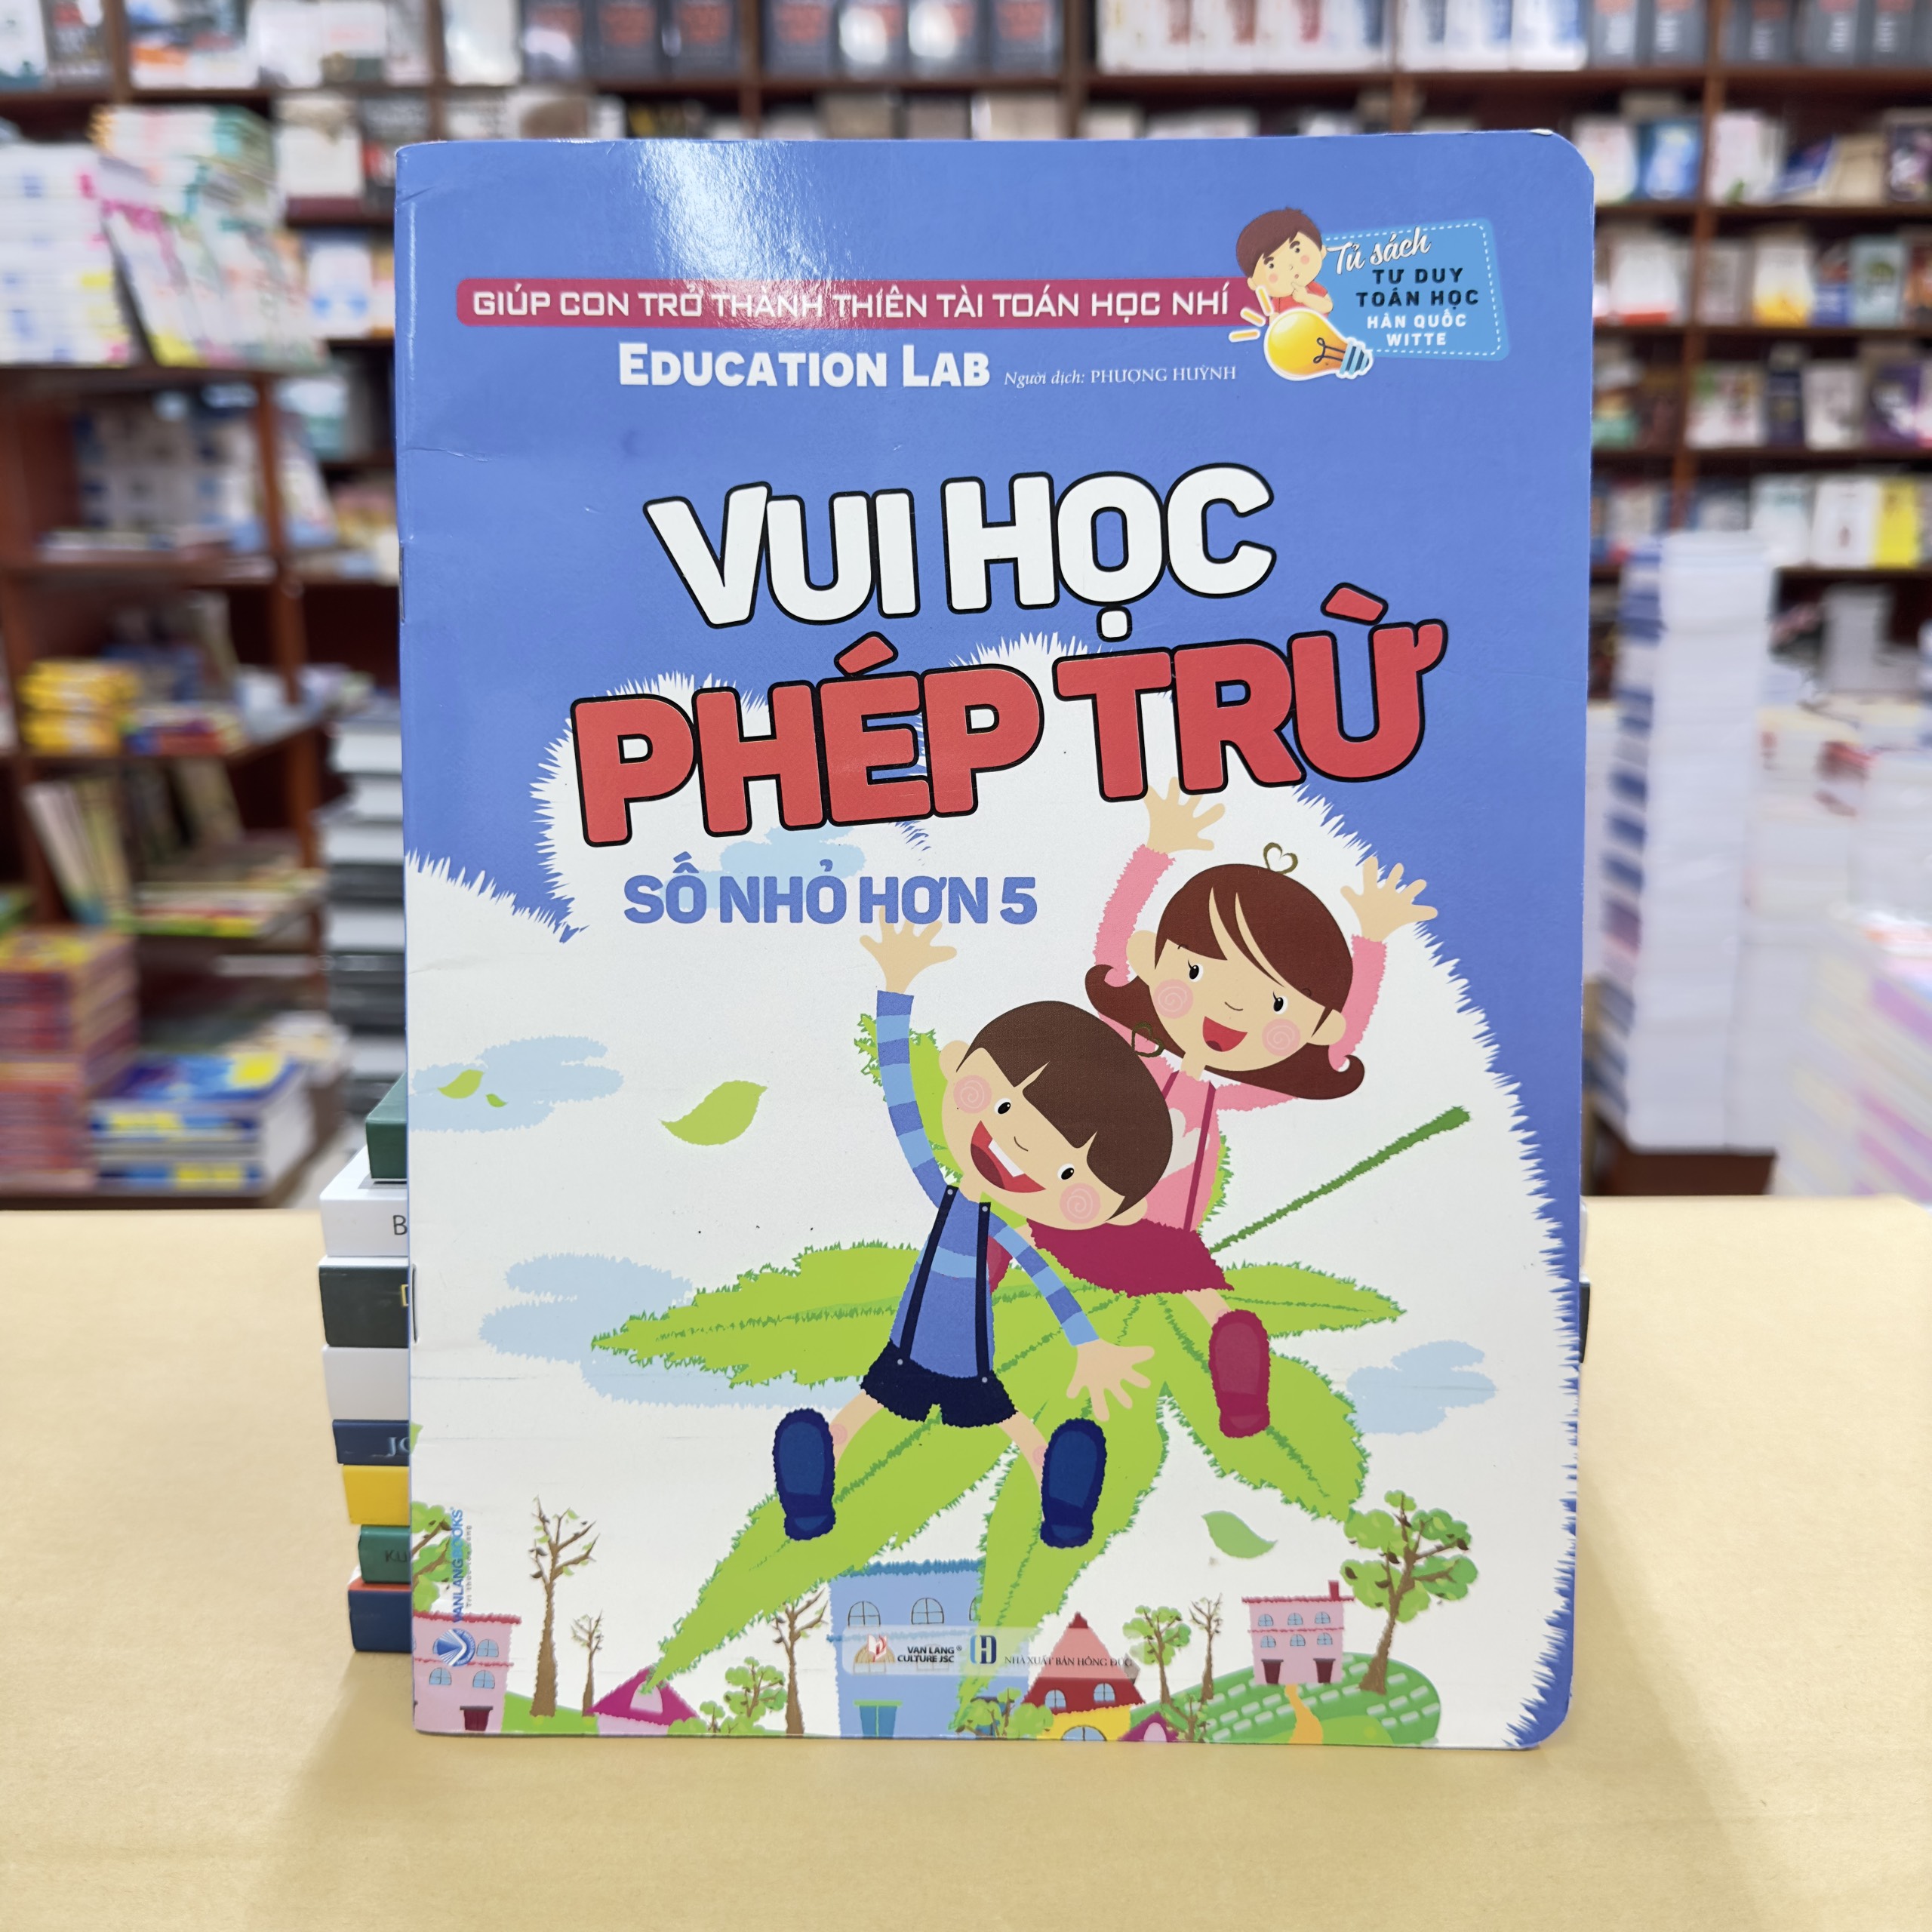 GIÚP CON TRỞ THÀNH THIÊN TÀI TOÁN HỌC NHÍ
Tủ sách
TƯ DUY
TOÁN HỌC
HÀN QUỐC
WITTE
EDUCATION LAB
Người dịch: PHƯỢNG HUỲNH
VUI HỌC
PHÉP TRỪ
SỐ NHỎ HƠN 5
VANLANGBOOKS
VAN LANG®
CULTURE JSC
NHÀ XUẤT BẢN HỒNG ĐỨC